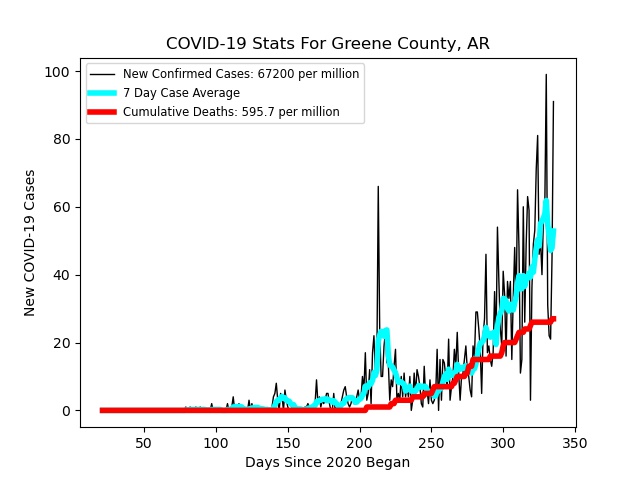 COVID-19 Stats For Greene County, AR
New Confirmed Cases: 67200 per million
7 Day Case Average
Cumulative Deaths: 595.7 per million
New COVID-19 Cases
100
80
60
40
20
0
50 100 150 200 250 300 350
Days Since 2020 Began